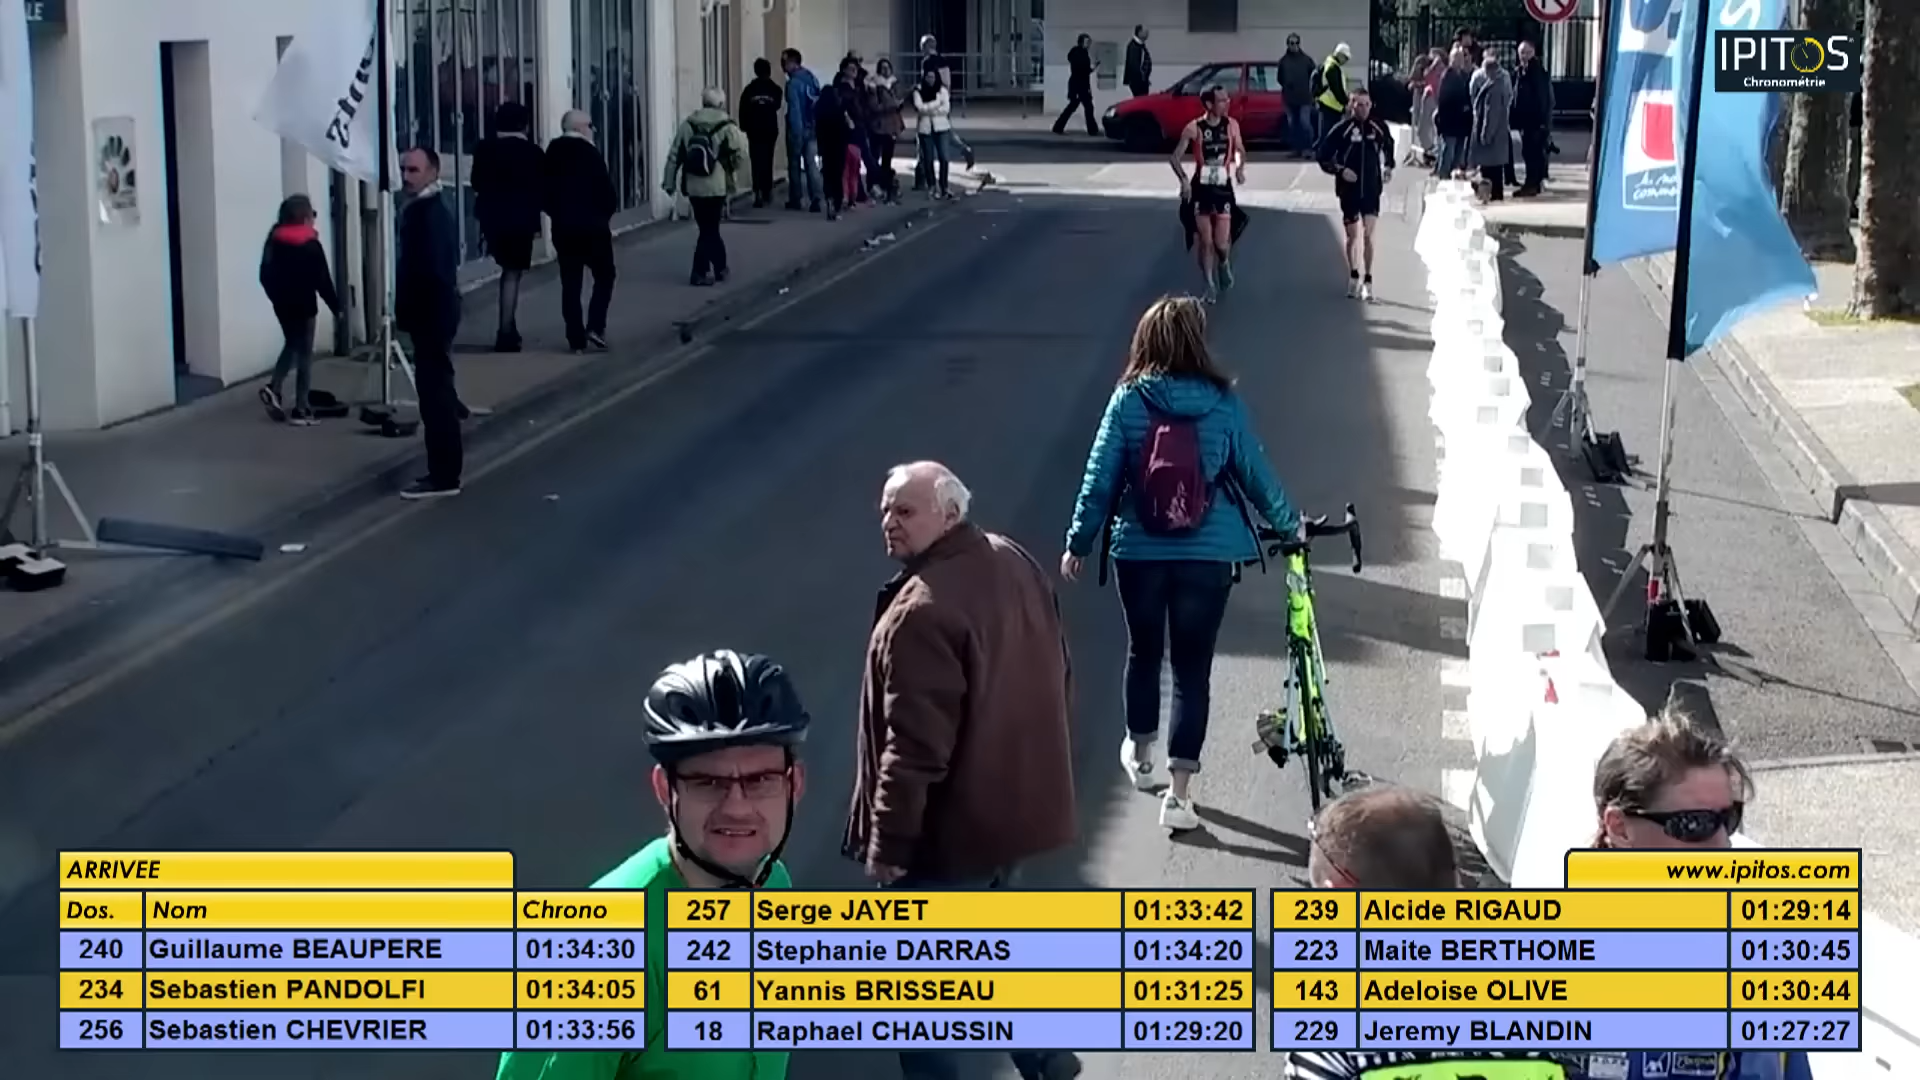 IPITOS
Chronométrie
ARRIVEE
www.ipitos.com
Dos. Nom Chrono
240 Guillaume BEAUPERE 01:34:30
234 Sebastien PANDOLFI 01:34:05
256 Sebastien CHEVRIER 01:33:56
257 Serge JAYET 01:33:42
242 Stephanie DARRAS 01:34:20
61 Yannis BRISSEAU 01:31:25
18 Raphael CHAUSSIN 01:29:20
239 Alcide RIGAUD 01:29:14
223 Maite BERTHOME 01:30:45
143 Adeloise OLIVE 01:30:44
229 Jeremy BLANDIN 01:27:27